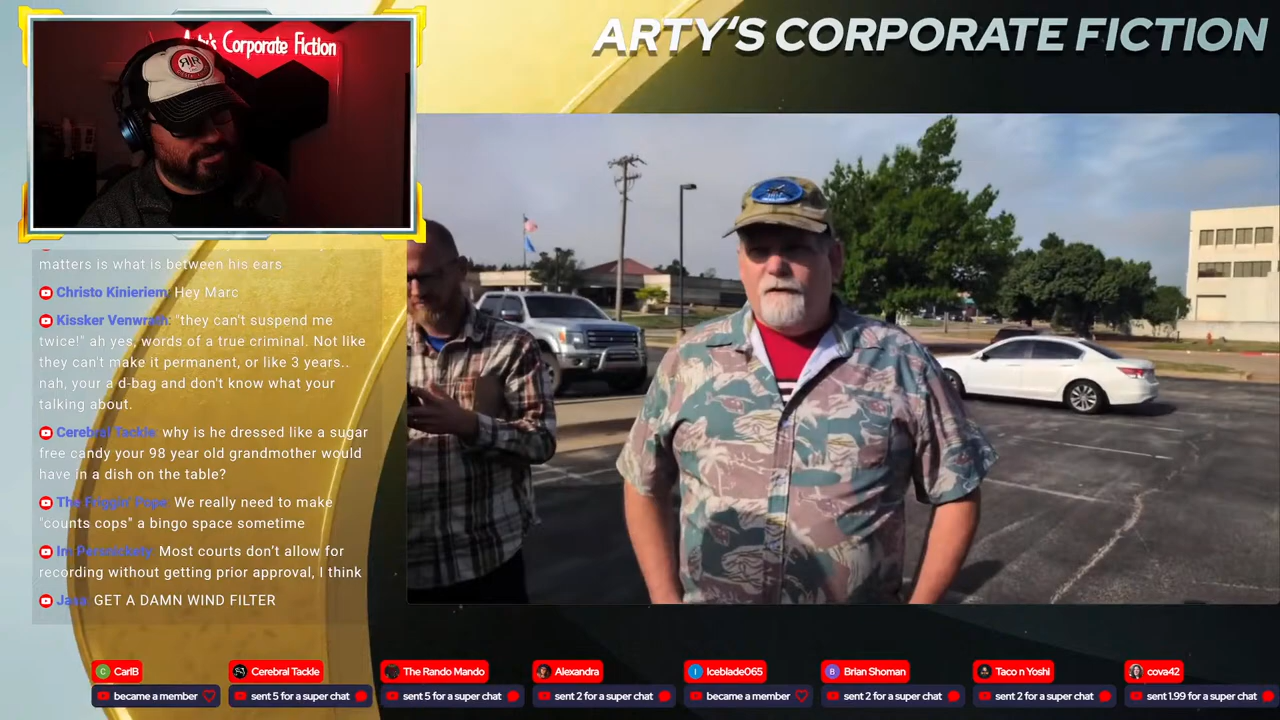 ARTY'S CORPORATE FICTION
Arty's Corporate Fiction
matters is what is between his ears
Christo Kinieriem: Hey Marc
Kissker Venwram: "they can't suspend me
twice!" ah yes, words of a true criminal. Not like
they can't make it permanent, or like 3 years..
nah, your a d-bag and don't know what your
talking about.
Cerebral Tackle: why is he dressed like a sugar
free candy your 98 year old grandmother would
have in a dish on the table?
The Friggin' Pope: We really need to make
"counts cops" a bingo space sometime
Im Persnickety: Most courts don't allow for
recording without getting prior approval, I think
GET A DAMN WIND FILTER
CarlB
became a member
Cerebral Tackle
sent 5 for a super chat
The Rando Mando
sent 5 for a super chat
Alexandra
sent 2 for a super chat
Iceblade065
became a member
Brian Shoman
sent 2 for a super chat
Taco n Yoshi
sent 2 for a super chat
cova42
sent 1.99 for a super chat